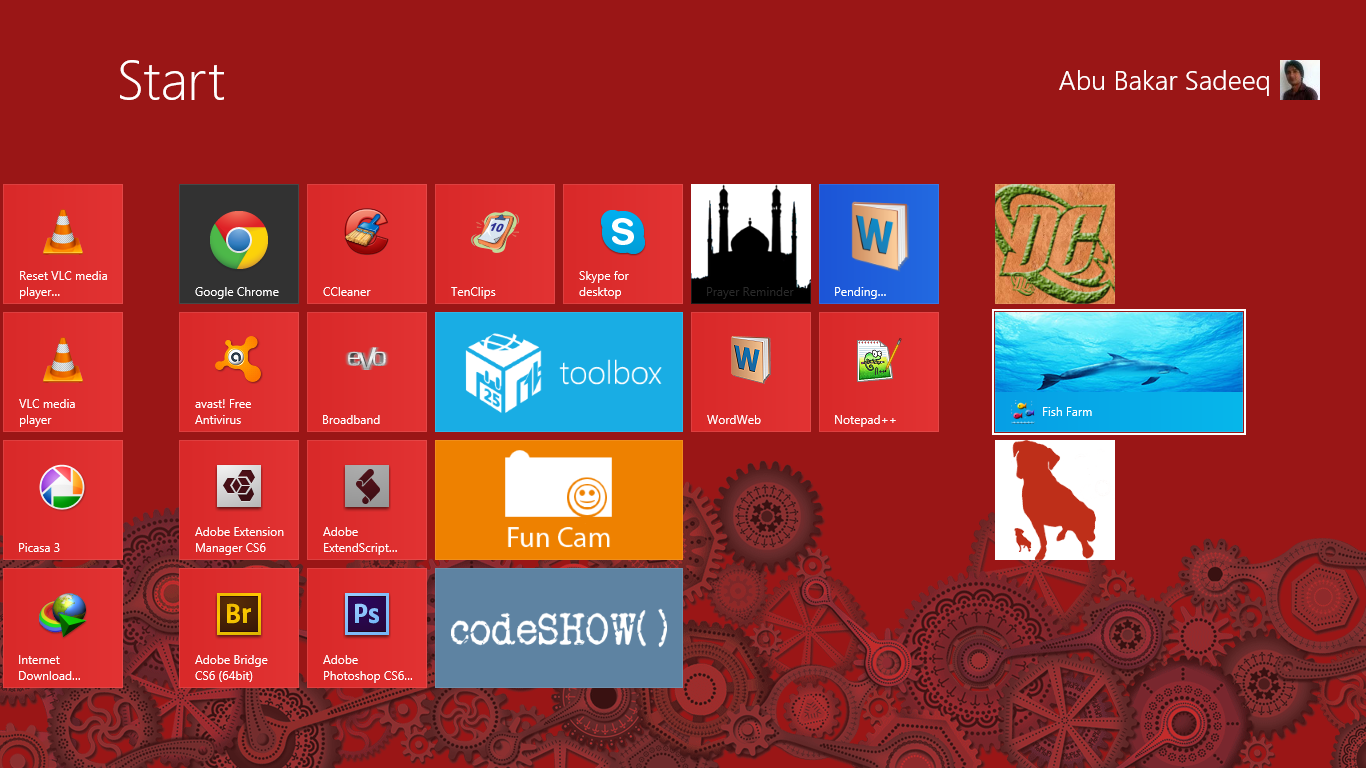 Start
Abu Bakar Sadeeq
Reset VLC media
player...
Google Chrome
CCleaner
10
TenClips
S
Skype for
desktop
Prayer Reminder
W
Pending...
DC
VLC media
player
a
avast! Free
Antivirus
evo
Broadband
25
toolbox
W
WordWeb
Notepad++
Fish Farm
Picasa 3
Adobe Extension
Manager CS6
Adobe
ExtendScript...
Fun Cam
Internet
Download...
Br
Adobe Bridge
CS6 (64bit)
Ps
Adobe
Photoshop CS6...
codeSHOW()